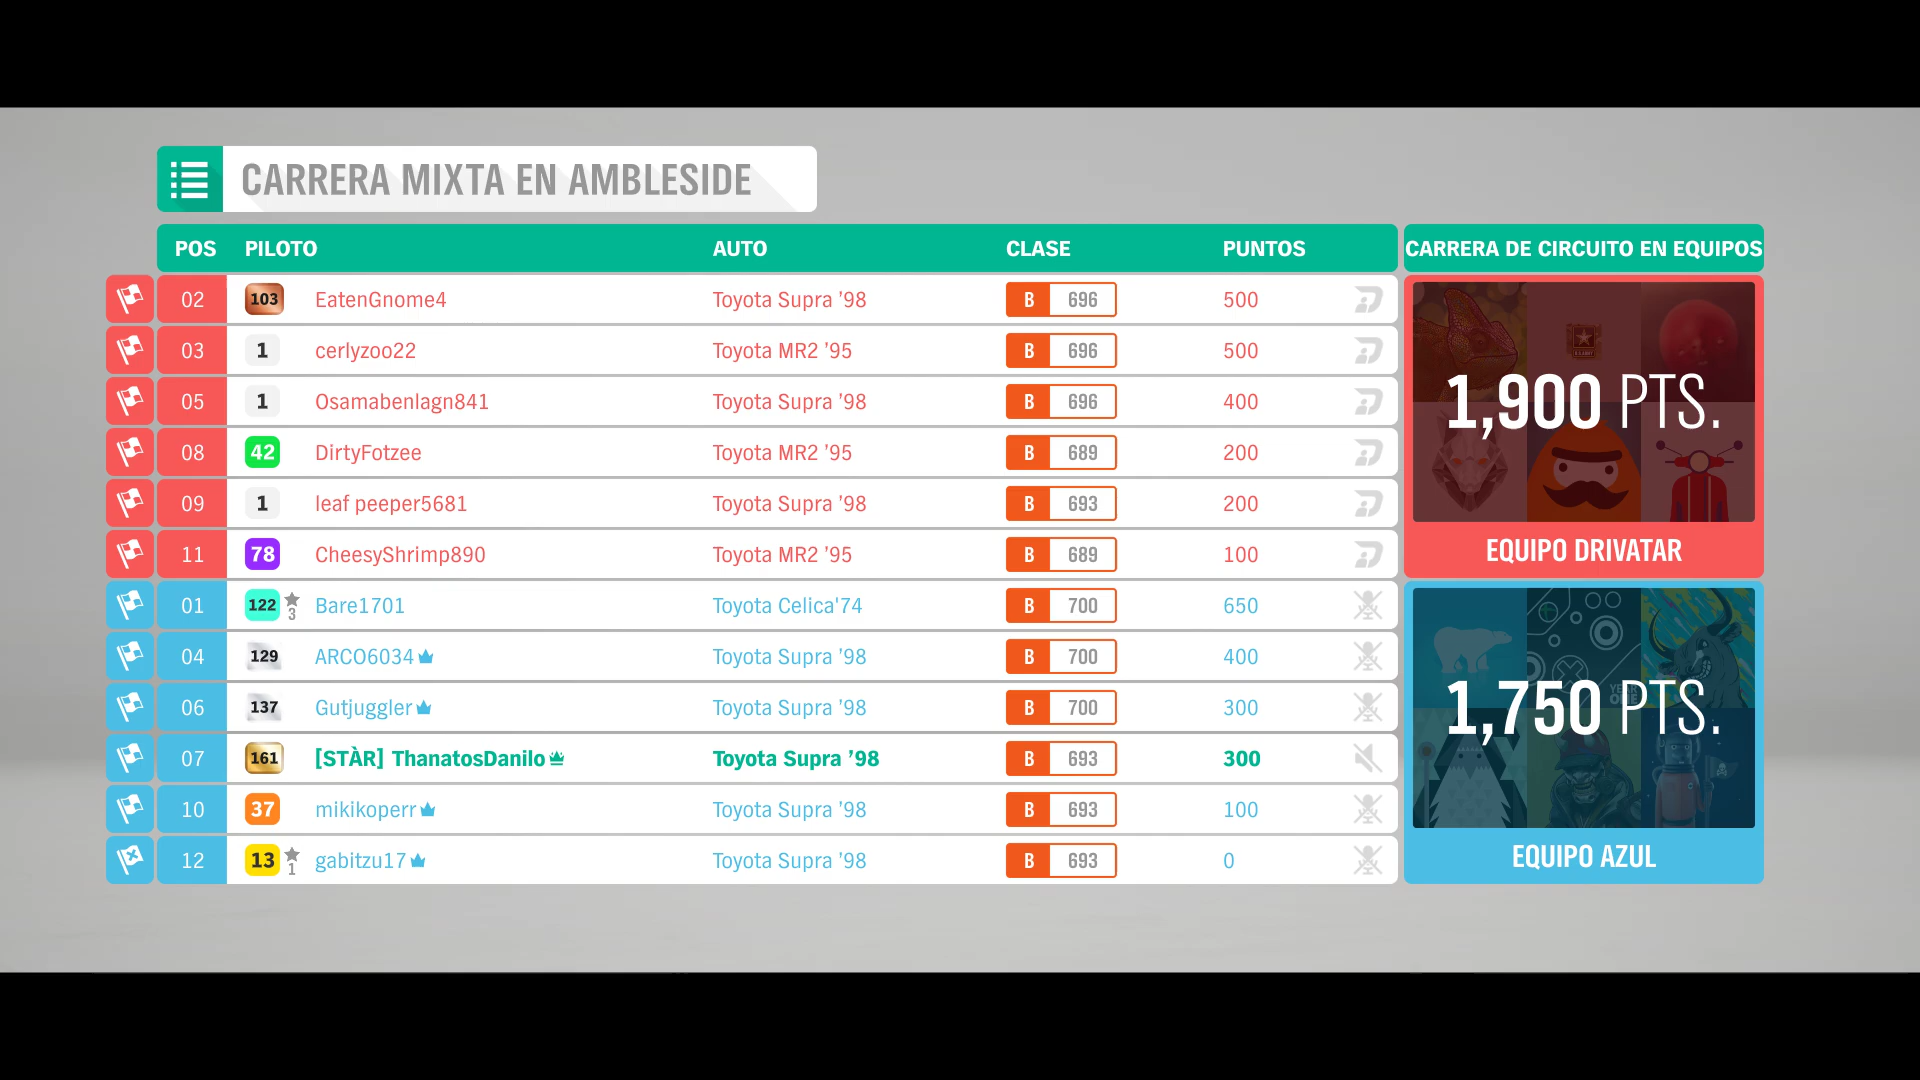 CARRERA MIXTA EN AMBLESIDE
POS PILOTO AUTO CLASE PUNTOS
02 103 EatenGnome4 Toyota Supra '98 B 696 500
03 1 cerlyzoo22 Toyota MR2 '95 B 696 500
05 1 Osamabenlagn841 Toyota Supra '98 B 696 400
08 42 DirtyFotzee Toyota MR2 '95 B 689 200
09 1 leaf peeper5681 Toyota Supra '98 B 693 200
11 78 CheesyShrimp890 Toyota MR2 '95 B 689 100
01 122 3 Bare1701 Toyota Celica'74 B 700 650
04 129 ARCO6034 Toyota Supra '98 B 700 400
06 137 Gutjuggler Toyota Supra '98 B 700 300
07 161 [STÀR] ThanatosDanilo Toyota Supra '98 B 693 300
10 37 mikikoperr Toyota Supra '98 B 693 100
12 13 1 gabitzu17 Toyota Supra '98 B 693 0
CARRERA DE CIRCUITO EN EQUIPOS
1,900 PTS.
EQUIPO DRIVATAR
1,750 PTS.
EQUIPO AZUL